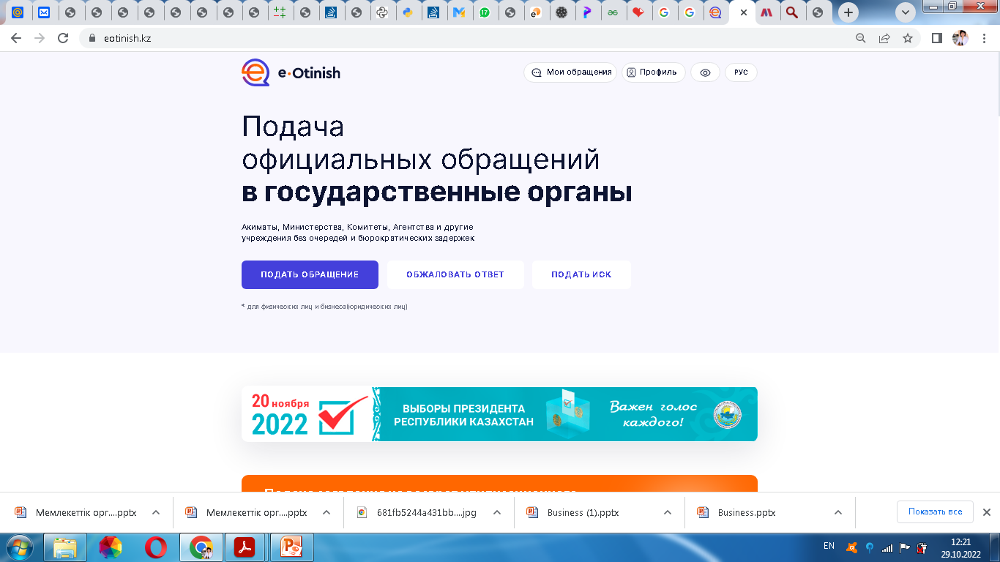 17
eotinish.kz
e·Otinish
Мои обращения
Профиль
РУС
Подача
официальных обращений
в государственные органы
Акиматы, Министерства, Комитеты, Агентства и другие
учреждения без очередей и бюрократических задержек
ПОДАТЬ ОБРАЩЕНИЕ
ОБЖАЛОВАТЬ ОТВЕТ
ПОДАТЬ ИСК
* для физических лиц и бизнеса(юридических лиц)
20 ноября
2022
ВЫБОРЫ ПРЕЗИДЕНТА
РЕСПУБЛИКИ КАЗАХСТАН
Важен голос
каждого!
Мемлекеттік орг....pptx
Мемлекеттік орг....pptx
681fb5244a431bb....jpg
Business (1).pptx
Business.pptx
Показать все
EN
12:21
29.10.2022